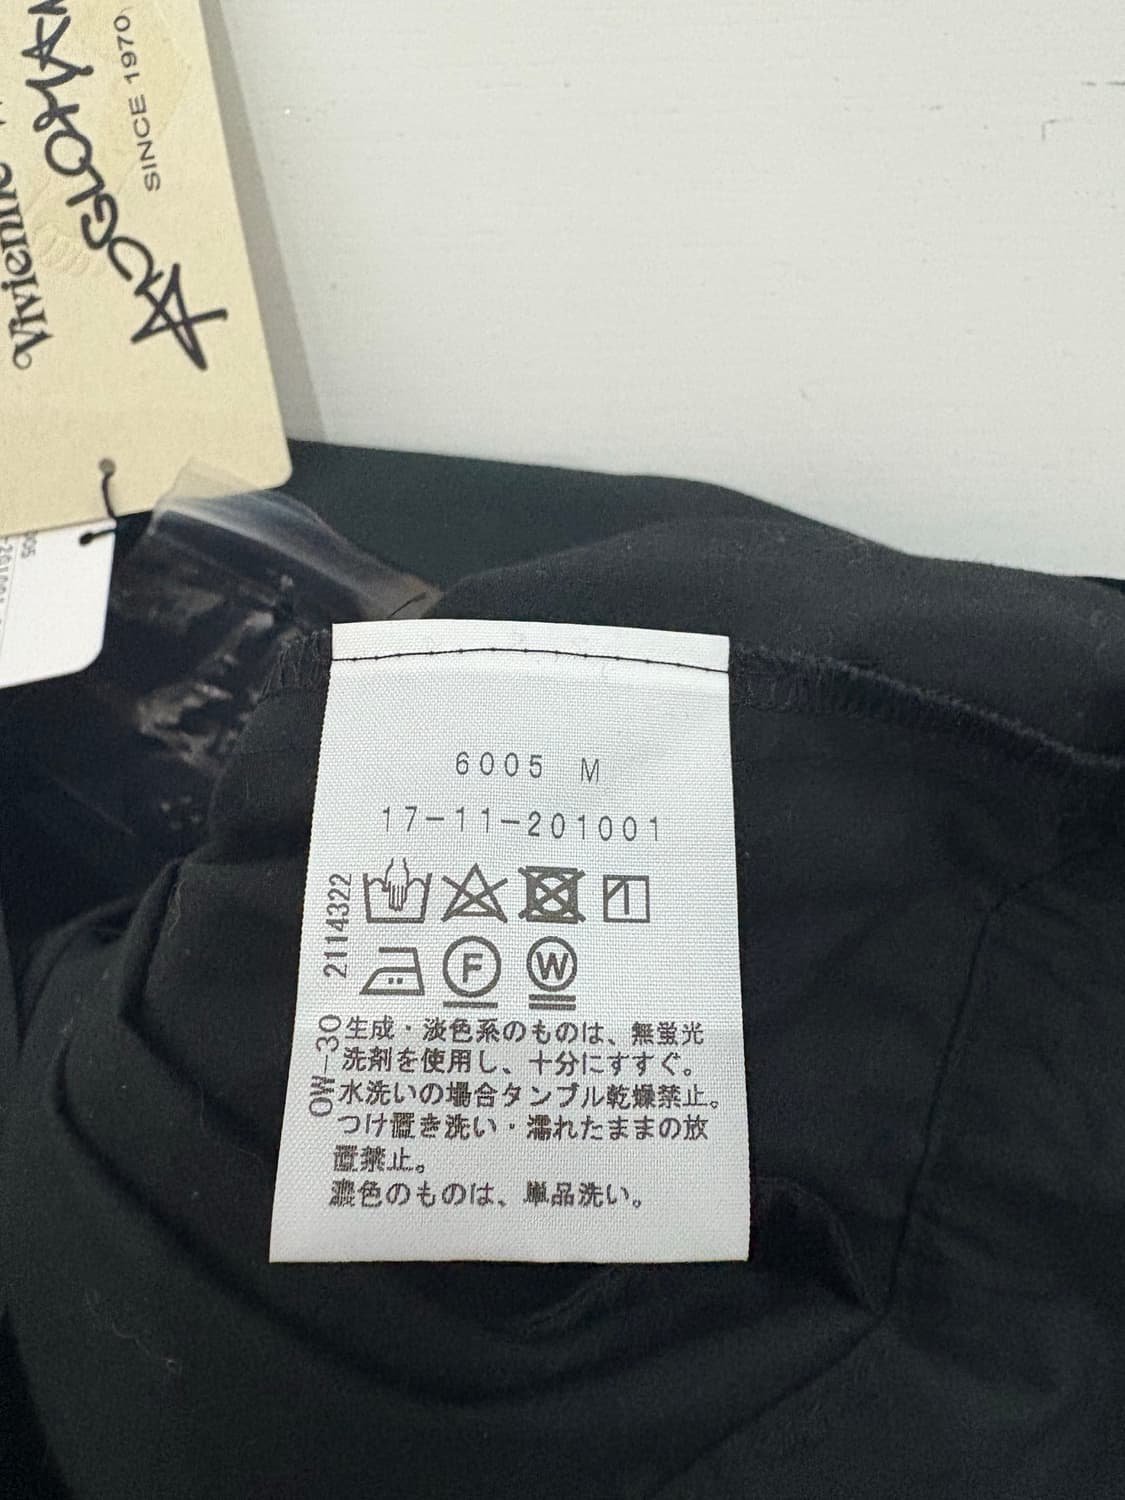 ANGLOMAN
SINCE 1970
Vivienne
005
6005 M
17-11-201001
2114322
OW-30
F
W
生成・淡色系のものは、無蛍光
洗剤を使用し、十分にすすぐ。
水洗いの場合タンブル乾燥禁止。
つけ置き洗い・濡れたままの放
置禁止。
濃色のものは、単品洗い。